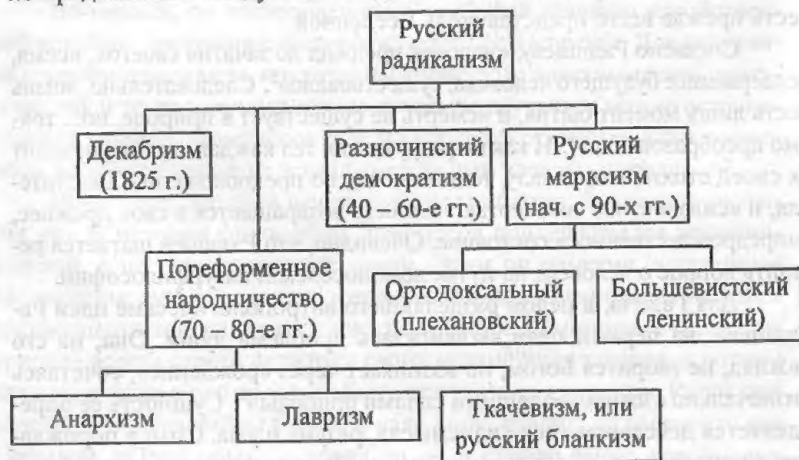 Русский
радикализм
Декабризм
(1825 г.)
Разночинский
демократизм
(40 – 60-е гг.)
Русский
марксизм
(нач. с 90-х гг.)
Пореформенное
народничество
(70 – 80-е гг.)
Ортодоксальный
(плехановский)
Большевистский
(ленинский)
Анархизм
Лавризм
Ткачевизм, или
русский бланкизм